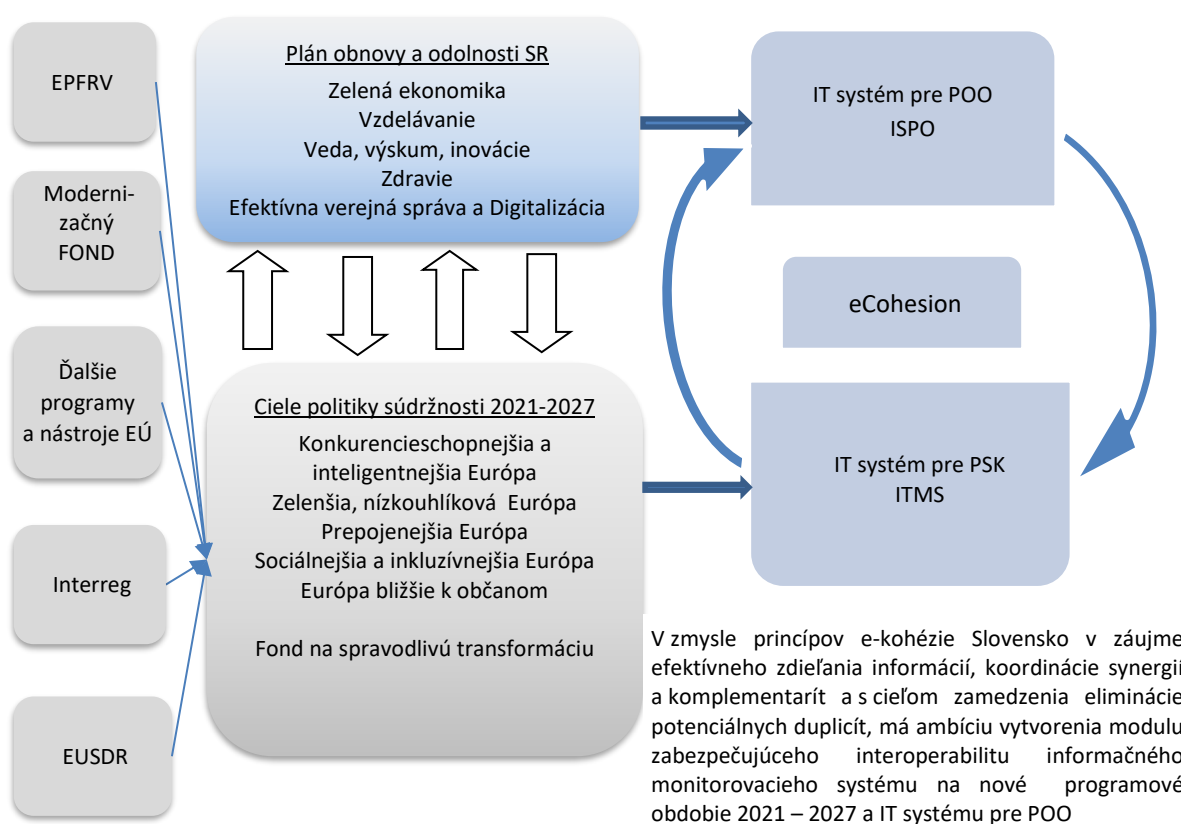 EPFRV
Moderni-
začný
FOND
Ďalšie
programy
a nástroje EÚ
Interreg
EUSDR
Plán obnovy a odolnosti SR
Zelená ekonomika
Vzdelávanie
Veda, výskum, inovácie
Zdravie
Efektívna verejná správa a Digitalizácia
Ciele politiky súdržnosti 2021-2027
Konkurencieschopnejšia a
inteligentnejšia Európa
Zelenšia, nízkouhlíková Európa
Prepojenejšia Európa
Sociálnejšia a inkluzívnejšia Európa
Európa bližšie k občanom
Fond na spravodlivú transformáciu
IT systém pre POO
ISPO
eCohesion
IT systém pre PSK
ITMS
V zmysle princípov e-kohézie Slovensko v záujme
efektívneho zdieľania informácií, koordinácie synergií
a komplementarít a s cieľom zamedzenia eliminácie
potenciálnych duplicít, má ambíciu vytvorenia modulu
zabezpečujúceho interoperabilitu informačného
monitorovacieho systému na nové programové
obdobie 2021 – 2027 a IT systému pre POO